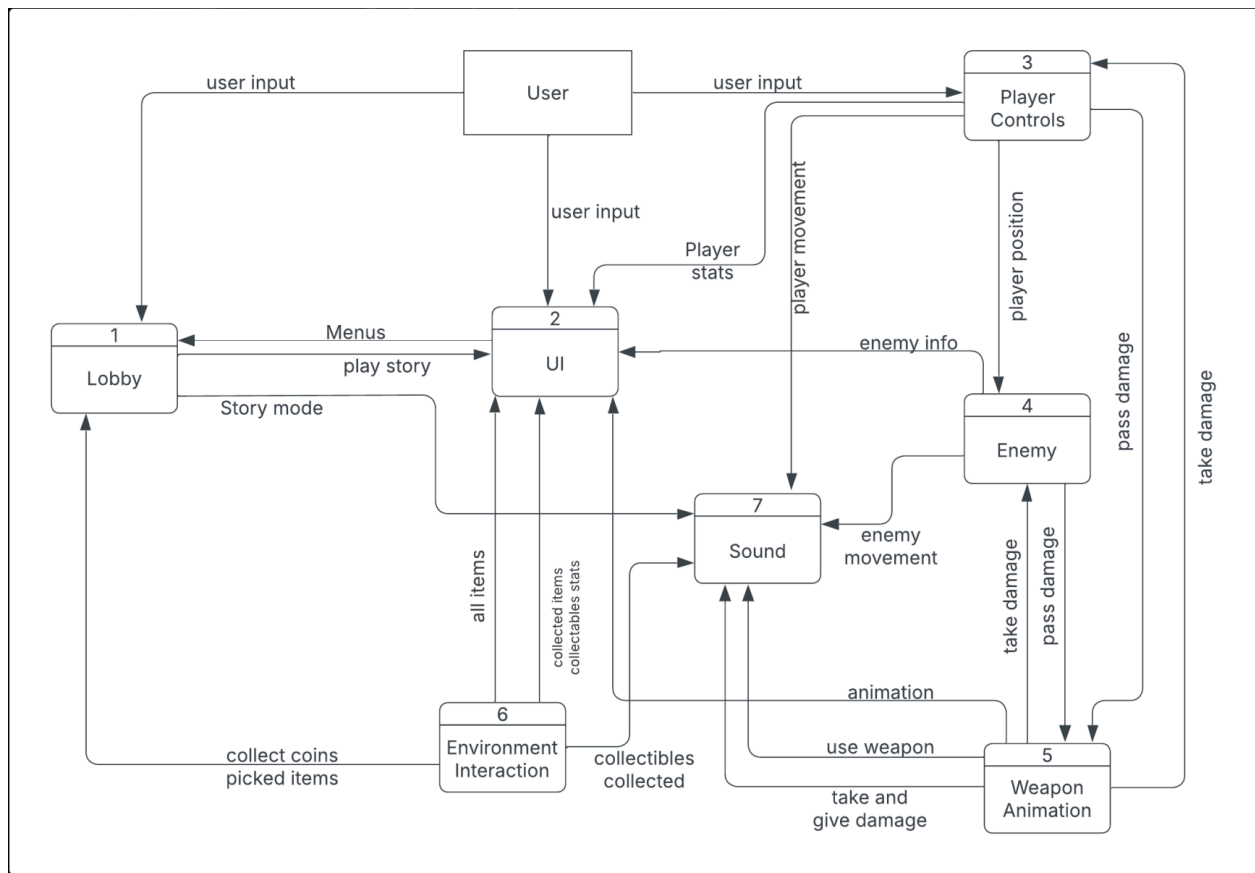 user input
User
user input
3
Player
Controls
user input
Player
stats
player movement
player position
pass damage
take damage
1
Lobby
Menus
play story
Story mode
2
UI
enemy info
4
Enemy
7
Sound
enemy
movement
all items
collected items
collectables stats
take damage
pass damage
animation
use weapon
take and
give damage
6
Environment
Interaction
collect coins
picked items
collectibles
collected
5
Weapon
Animation